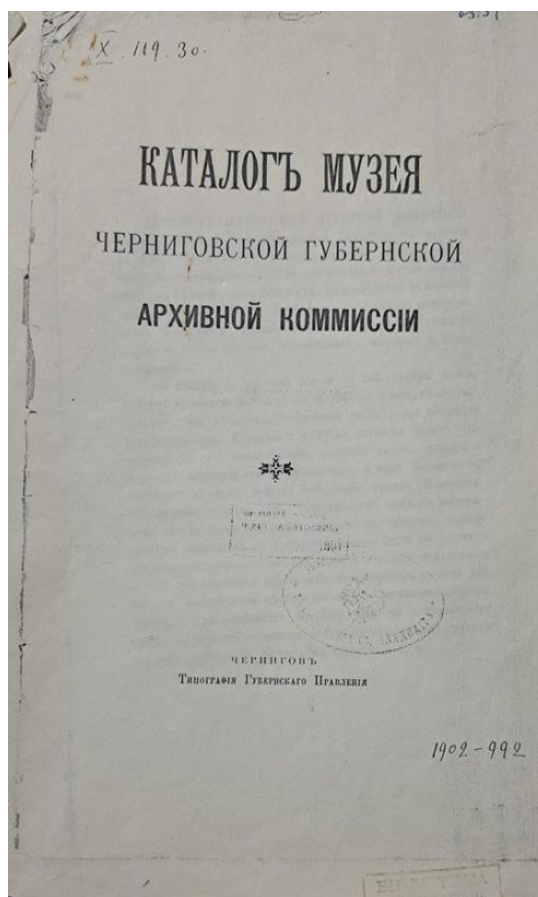 X. 119. 30.
КАТАЛОГЪ МУЗЕЯ
ЧЕРНИГОВСКОЙ ГУБЕРНСКОЙ
АРХИВНОЙ КОММИССІИ
ЧЕРНИГОВЪ
Типографія Губернскаго Правленія
1902-992